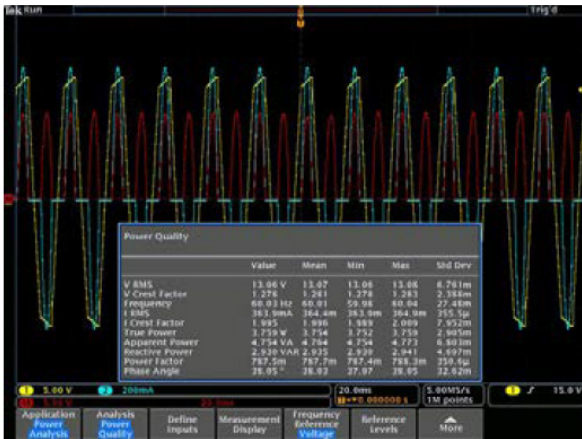 Tek Run Trig'd
Power Quality
Value Mean Min Max Std Dev
V RMS 13.06 V 13.07 13.06 13.08 6.761m
V Crest Factor 1.276 1.281 1.276 1.283 2.388m
Frequency 60.03 Hz 60.01 59.98 60.04 27.48m
I RMS 363.9mA 364.4m 363.9m 364.9m 355.5µ
I Crest Factor 1.995 1.996 1.989 2.009 7.952m
True Power 3.759 W 3.754 3.752 3.759 2.905m
Apparent Power 4.754 VA 4.764 4.754 4.773 6.803m
Reactive Power 2.930 VAR 2.935 2.930 2.941 4.697m
Power Factor 787.5m 787.7m 787.4m 788.3m 350.6µ
Phase Angle 38.05 ° 38.03 37.97 38.05 32.62m
1 5.00 V 2 200mA 20.0ms 5.00MS/s 1 15.0 V
0.000000 s 1M points
Application Analysis Define Measurement Frequency Reference
Power Power Inputs Display Reference Levels More
Analysis Quality Voltage